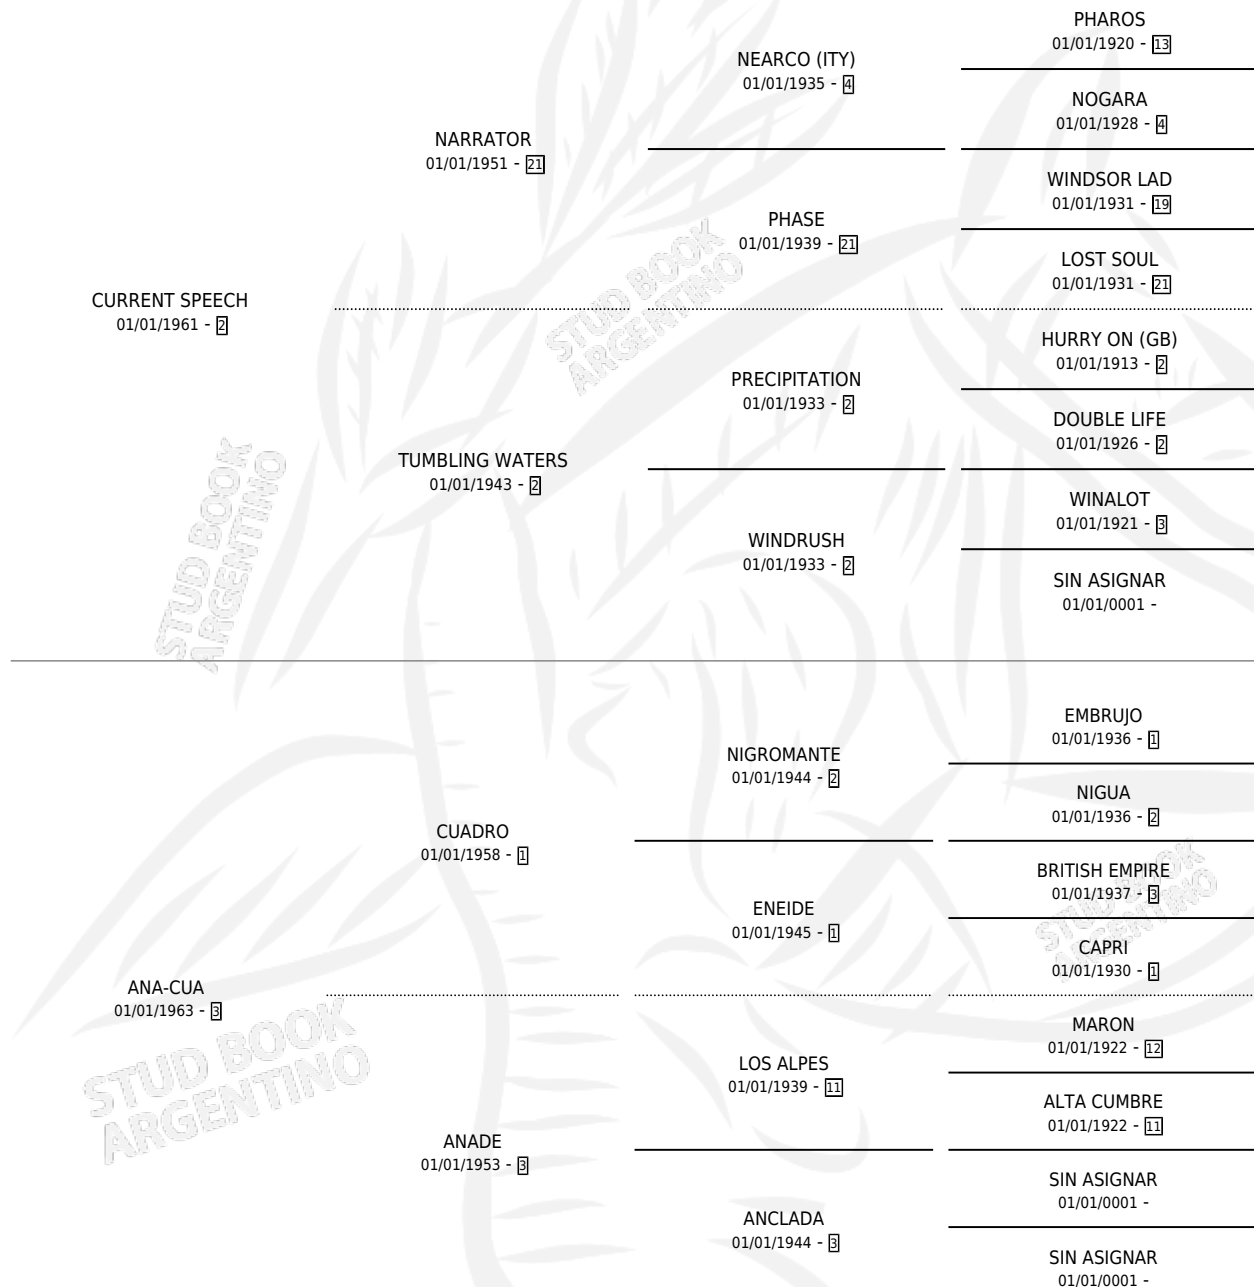 PHAROS
01/01/1920 - 13
NEARCO (ITY)
01/01/1935 - 4
NOGARA
01/01/1928 - 4
NARRATOR
01/01/1951 - 21
WINDSOR LAD
01/01/1931 - 19
PHASE
01/01/1939 - 21
LOST SOUL
01/01/1931 - 21
CURRENT SPEECH
01/01/1961 - 2
STUD BOOK
ARGENTINO
HURRY ON (GB)
01/01/1913 - 2
PRECIPITATION
01/01/1933 - 2
DOUBLE LIFE
01/01/1926 - 2
TUMBLING WATERS
01/01/1943 - 2
WINALOT
01/01/1921 - 3
WINDRUSH
01/01/1933 - 2
SIN ASIGNAR
01/01/0001 -
STUD BOOK
ARGENTINO
EMBRUJO
01/01/1936 - 1
NIGROMANTE
01/01/1944 - 2
NIGUA
01/01/1936 - 2
CUADRO
01/01/1958 - 1
BRITISH EMPIRE
01/01/1937 - 3
ENEIDE
01/01/1945 - 1
CAPRI
01/01/1930 - 1
STUD BOOK
ARGENTINO
ANA-CUA
01/01/1963 - 3
MARON
01/01/1922 - 12
LOS ALPES
01/01/1939 - 11
ALTA CUMBRE
01/01/1922 - 11
STUD BOOK
ARGENTINO
ANADE
01/01/1953 - 3
SIN ASIGNAR
01/01/0001 -
ANCLADA
01/01/1944 - 3
SIN ASIGNAR
01/01/0001 -